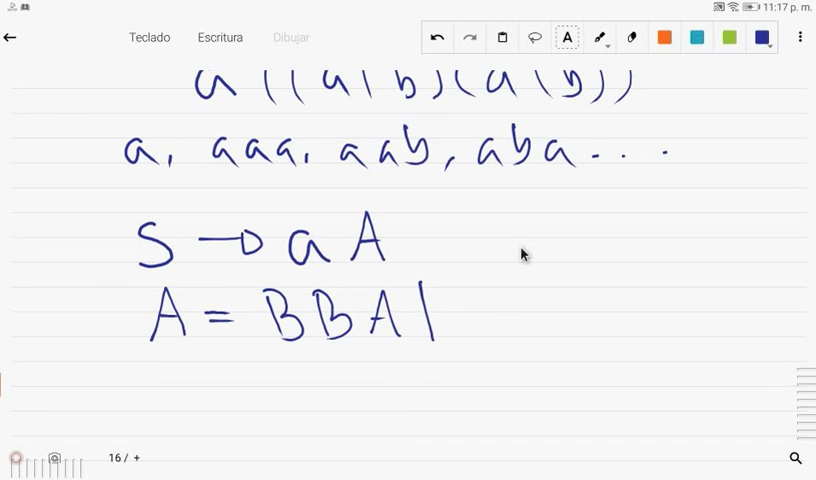 11:17 p. m.
Teclado Escritura Dibujar A
a ((a|b)(a|b))
a, aaa, aab, aba ...
S → aA
A = BBA|
16 / +